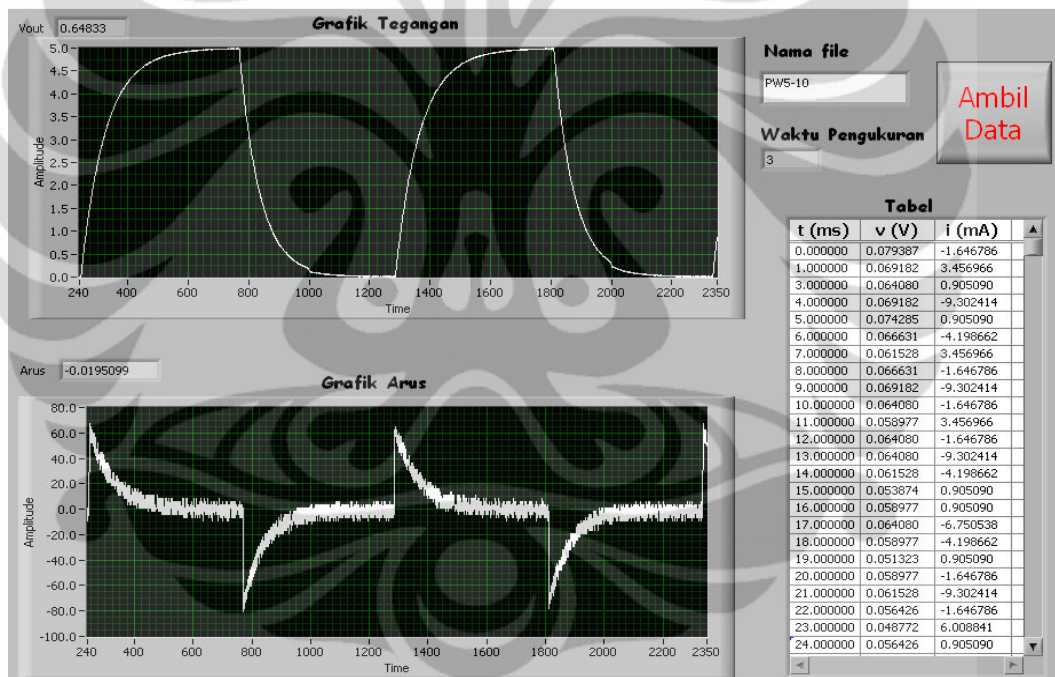 Vout 0.64833
Grafik Tegangan
5.0
4.5
4.0
3.5
3.0
2.5
2.0
1.5
1.0
0.5
0.0
Amplitude
240 400 600 800 1000 1200 1400 1600 1800 2000 2200 2350
Time
Nama file
PW5-10
Waktu Pengukuran
3
Ambil
Data
Arus -0.0195099
Grafik Arus
80.0
60.0
40.0
20.0
0.0
-20.0
-40.0
-60.0
-80.0
-100.0
Amplitude
240 400 600 800 1000 1200 1400 1600 1800 2000 2200 2350
Time
Tabel
t (ms) v (V) i (mA)
0.000000 0.079387 -1.646786
1.000000 0.069182 3.456966
3.000000 0.064080 0.905090
4.000000 0.069182 -9.302414
5.000000 0.074285 0.905090
6.000000 0.066631 -4.198662
7.000000 0.061528 3.456966
8.000000 0.066631 -1.646786
9.000000 0.069182 -9.302414
10.000000 0.064080 -1.646786
11.000000 0.058977 3.456966
12.000000 0.064080 -1.646786
13.000000 0.064080 -9.302414
14.000000 0.061528 -4.198662
15.000000 0.053874 0.905090
16.000000 0.058977 0.905090
17.000000 0.064080 -6.750538
18.000000 0.058977 -4.198662
19.000000 0.051323 0.905090
20.000000 0.058977 -1.646786
21.000000 0.061528 -9.302414
22.000000 0.056426 -1.646786
23.000000 0.048772 6.008841
24.000000 0.056426 0.905090